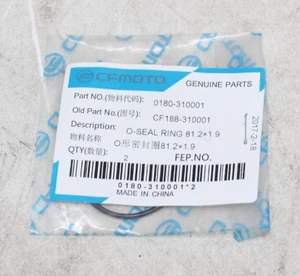 CFMOTO
GENUINE PARTS
Part NO.(物料代码): 0180-310001
Old Part No.(图号): CF188-310001
Description: O-SEAL RING 81.2*1.9
物料名称: O形密封圈81.2*1.9
QTY(数量): 2 FEP.NO.
0180-310001*2
MADE IN CHINA
2017-2-18